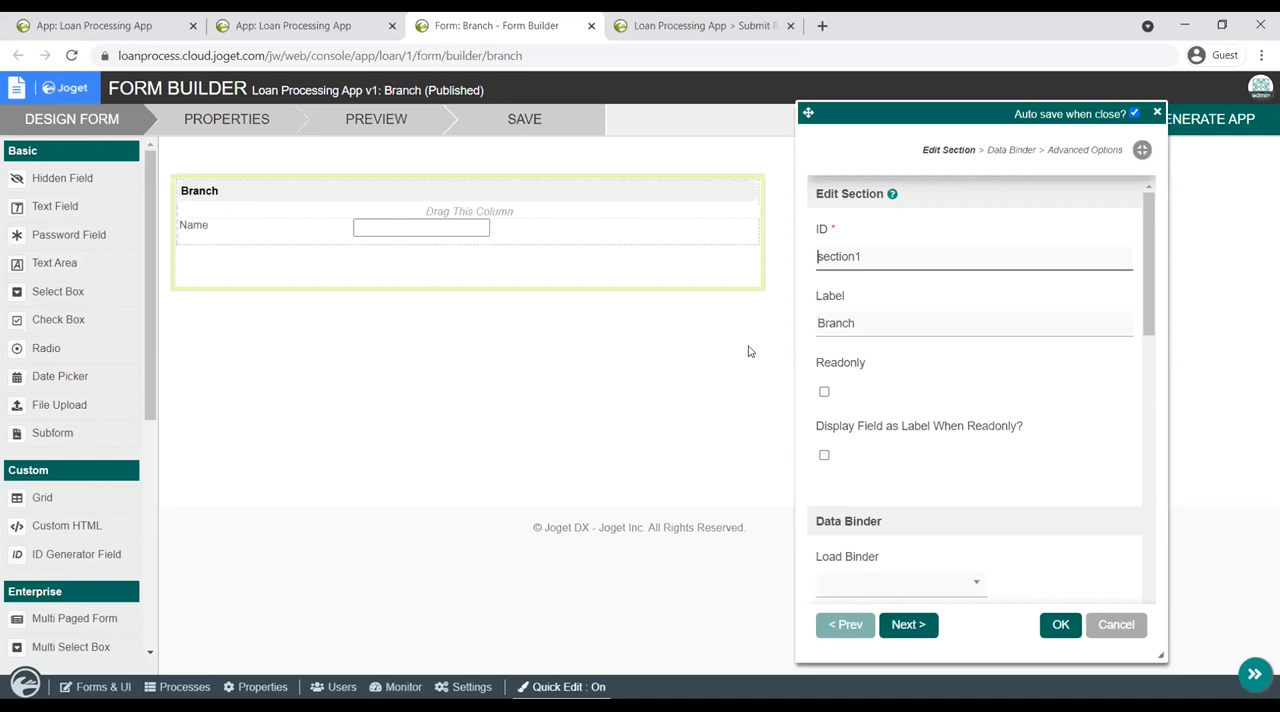 App: Loan Processing App
App: Loan Processing App
Form: Branch - Form Builder
Loan Processing App > Submit R
loanprocess.cloud.joget.com/jw/web/console/app/loan/1/form/builder/branch
Guest
Joget
FORM BUILDER Loan Processing App v1: Branch (Published)
admin
DESIGN FORM
PROPERTIES
PREVIEW
SAVE
ENERATE APP
Basic
Hidden Field
Text Field
Password Field
Text Area
Select Box
Check Box
Radio
Date Picker
File Upload
Subform
Custom
Grid
Custom HTML
ID Generator Field
Enterprise
Multi Paged Form
Multi Select Box
Branch
Drag This Column
Name
© Joget DX - Joget Inc. All Rights Reserved.
Auto save when close?
Edit Section > Data Binder > Advanced Options
Edit Section
ID *
section1
Label
Branch
Readonly
Display Field as Label When Readonly?
Data Binder
Load Binder
< Prev
Next >
OK
Cancel
Forms & UI
Processes
Properties
Users
Monitor
Settings
Quick Edit : On